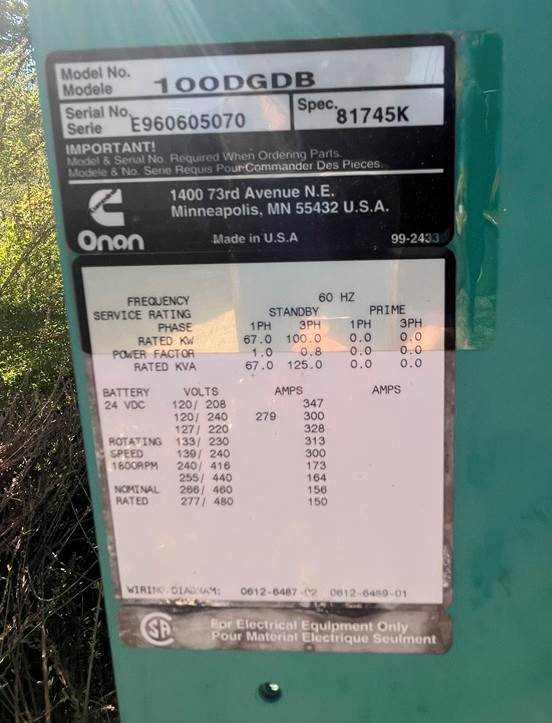 Model No. 100DGDB
Modele
Serial No. E960605070 Spec. 81745K
Serie
IMPORTANT!
Model & Serial No. Required When Ordering Parts.
Modele & No. Serie Requis Pour Commander Des Pieces.
1400 73rd Avenue N.E.
Minneapolis, MN 55432 U.S.A.
Onan Made in U.S.A 99-2433
FREQUENCY 60 HZ
SERVICE RATING STANDBY PRIME
PHASE 1PH 3PH 1PH 3PH
RATED KW 67.0 100.0 0.0 0.0
POWER FACTOR 1.0 0.8 0.0 0.0
RATED KVA 67.0 125.0 0.0 0.0
BATTERY VOLTS AMPS AMPS
24 VDC 120/ 208 347
120/ 240 279 300
127/ 220 328
ROTATING 133/ 230 313
SPEED 139/ 240 300
1800RPM 240/ 416 173
255/ 440 164
NOMINAL 266/ 460 156
RATED 277/ 480 150
WIRING DIAGRAM: 0612-6487-02 0612-6489-01
For Electrical Equipment Only
Pour Material Electrique Seulment